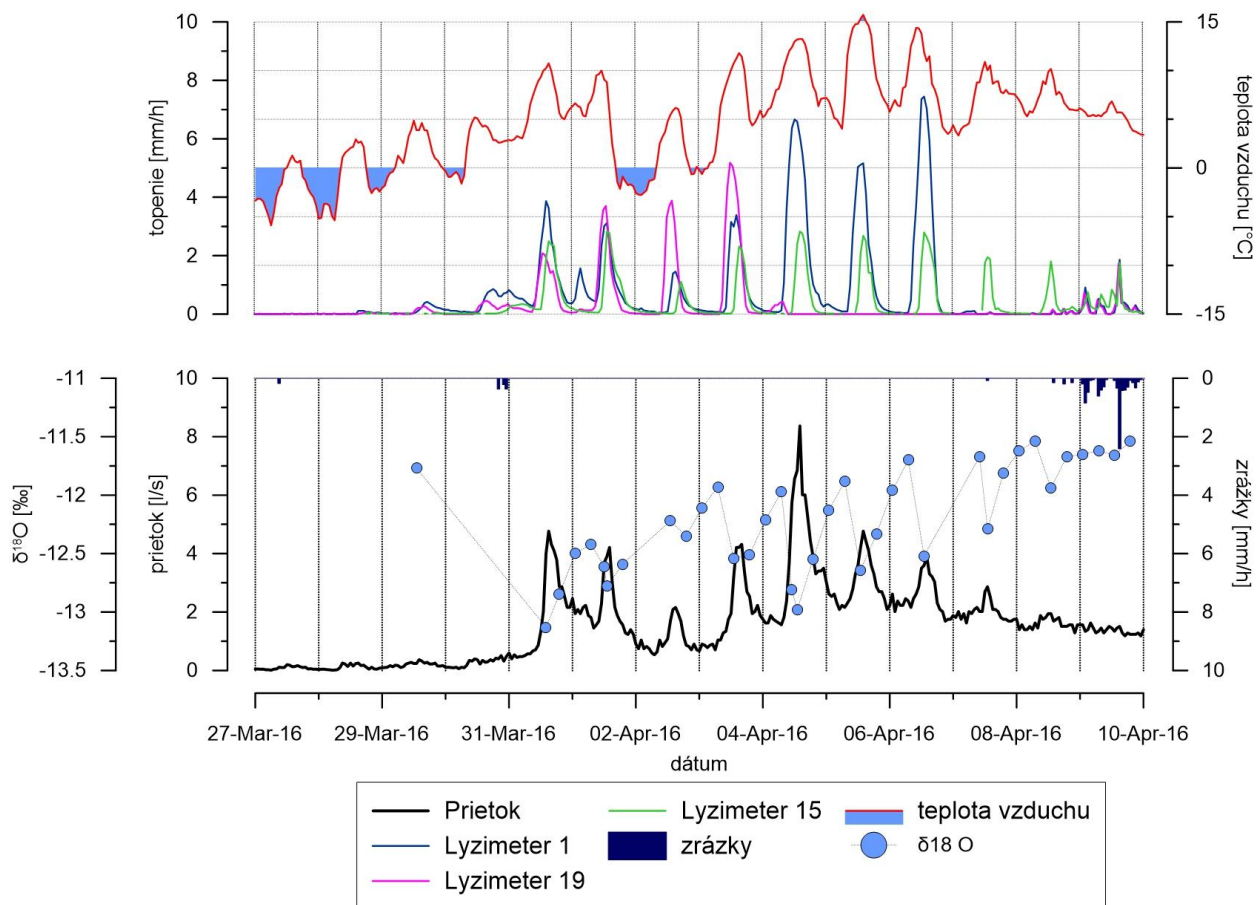 10
8
6
4
2
0
topenie [mm/h]
15
0
-15
teplota vzduchu [°C]
-11
-11.5
-12
-12.5
-13
-13.5
δ¹⁸O [‰]
10
8
6
4
2
0
prietok [l/s]
0
2
4
6
8
10
zrážky [mm/h]
27-Mar-16 29-Mar-16 31-Mar-16 02-Apr-16 04-Apr-16 06-Apr-16 08-Apr-16 10-Apr-16
dátum
Prietok
Lyzimeter 1
Lyzimeter 19
Lyzimeter 15
zrázky
teplota vzduchu
δ18 O